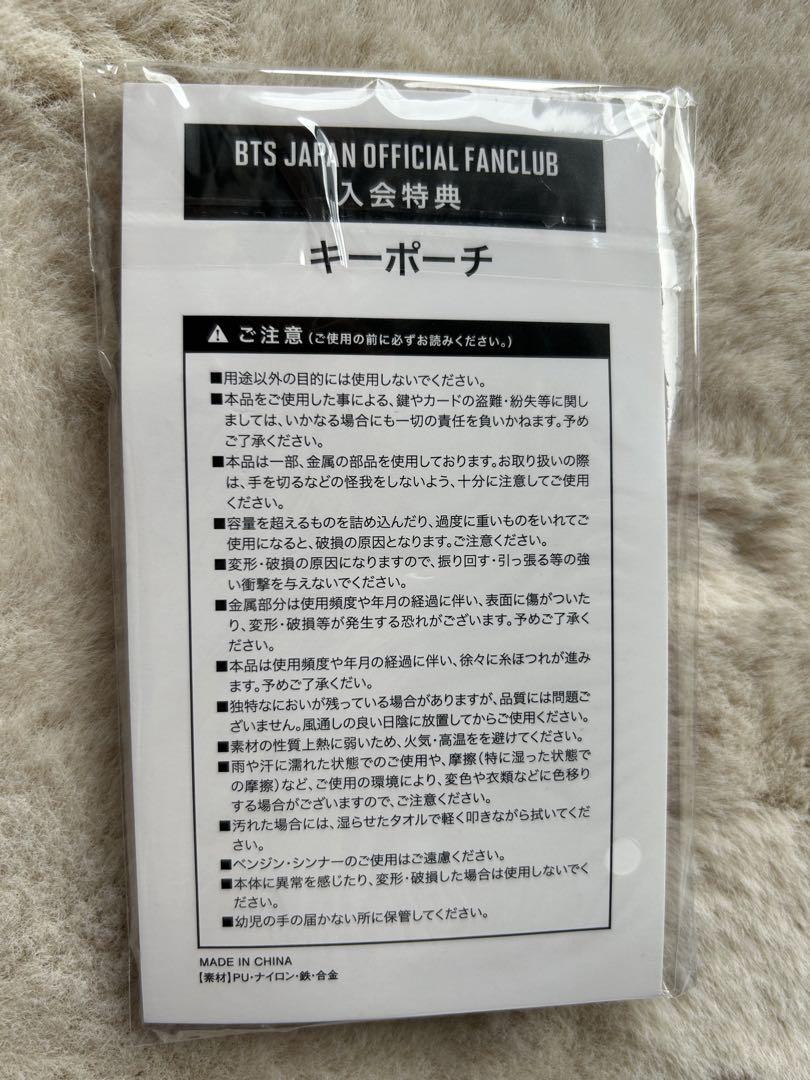 BTS JAPAN OFFICIAL FANCLUB
入会特典
キーポーチ
⚠ ご注意(ご使用の前に必ずお読みください。)
■用途以外の目的には使用しないでください。
■本品をご使用した事による、鍵やカードの盗難・紛失等に関し
ましては、いかなる場合にも一切の責任を負いかねます。予め
ご了承ください。
■本品は一部、金属の部品を使用しております。お取り扱いの際
は、手を切るなどの怪我をしないよう、十分に注意してご使用
ください。
■容量を超えるものを詰め込んだり、過度に重いものをいれてご
使用になると、破損の原因となります。ご注意ください。
■変形・破損の原因になりますので、振り回す・引っ張る等の強
い衝撃を与えないでください。
■金属部分は使用頻度や年月の経過に伴い、表面に傷がついた
り、変形・破損等が発生する恐れがございます。予めご了承く
ださい。
■本品は使用頻度や年月の経過に伴い、徐々に糸ほつれが進み
ます。予めご了承くだい。
■独特なにおいが残っている場合がありますが、品質には問題ご
ざいません。風通しの良い日陰に放置してからご使用ください。
■素材の性質上熱に弱いため、火気・高温をを避けてください。
■雨や汗に濡れた状態でのご使用や、摩擦(特に湿った状態で
の摩擦)など、ご使用の環境により、変色や衣類などに色移り
する場合がございますので、ご注意ください。
■汚れた場合には、湿らせたタオルで軽く叩きながら拭いてくだ
さい。
■ベンジン・シンナーのご使用はご遠慮ください。
■本体に異常を感じたり、変形・破損した場合は使用しないでく
ださい。
■幼児の手の届かない所に保管してください。
MADE IN CHINA
【素材】PU・ナイロン・鉄・合金